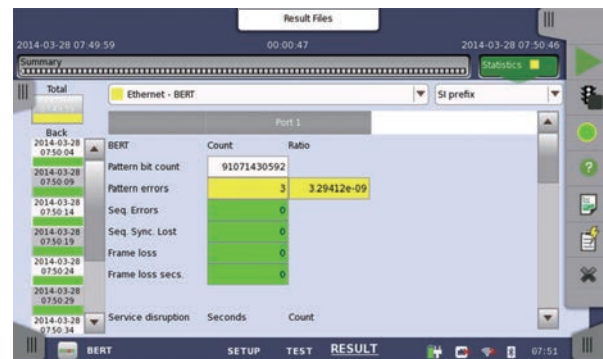 Result Files
2014-03-28 07:49:59 00:00:47 2014-03-28 07:50:46
Summary Statistics
Total Ethernet - BERT SI prefix
Back Port 1
2014-03-28 07:50:04
2014-03-28 07:50:09
2014-03-28 07:50:14
2014-03-28 07:50:19
2014-03-28 07:50:24
2014-03-28 07:50:29
2014-03-28 07:50:34
BERT Count Ratio
Pattern bit count 91071430592
Pattern errors 3 3.29412e-09
Seq. Errors 0
Seq. Sync. Lost 0
Frame loss 0
Frame loss secs. 0
Service disruption Seconds Count
BERT SETUP TEST RESULT 07:51